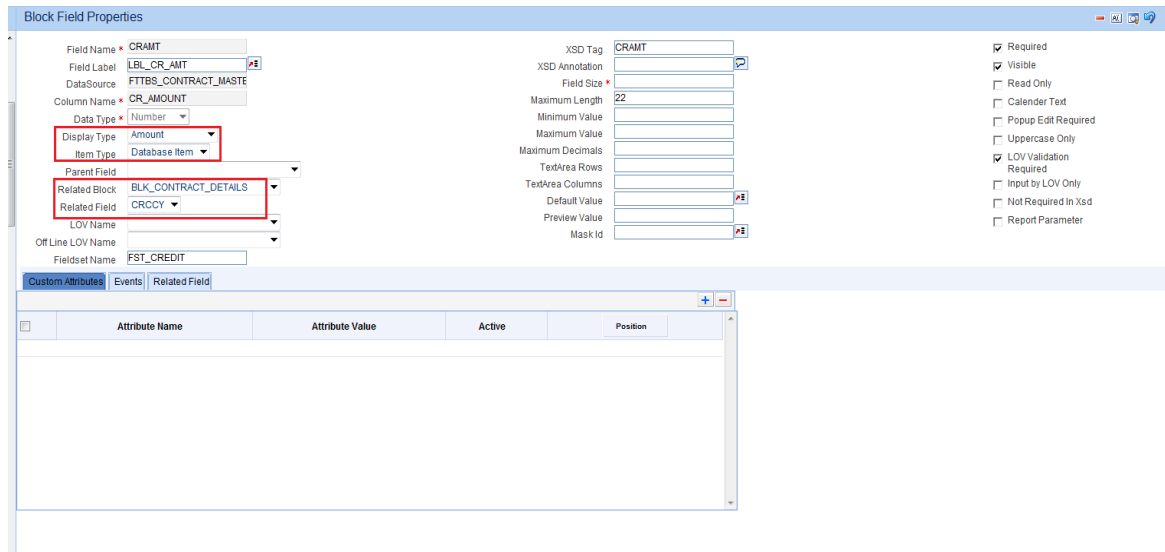 Block Field Properties
Field Name * CRAMT
Field Label LBL_CR_AMT
DataSource FTTBS_CONTRACT_MASTE
Column Name * CR_AMOUNT
Data Type * Number
Display Type Amount
Item Type Database Item
Parent Field
Related Block BLK_CONTRACT_DETAILS
Related Field CRCCY
LOV Name
Off Line LOV Name
Fieldset Name FST_CREDIT
XSD Tag CRAMT
XSD Annotation
Field Size *
Maximum Length 22
Minimum Value
Maximum Value
Maximum Decimals
TextArea Rows
TextArea Columns
Default Value
Preview Value
Mask Id
Required
Visible
Read Only
Calender Text
Popup Edit Required
Uppercase Only
LOV Validation
Required
Input by LOV Only
Not Required In Xsd
Report Parameter
Custom Attributes Events Related Field
Attribute Name Attribute Value Active Position